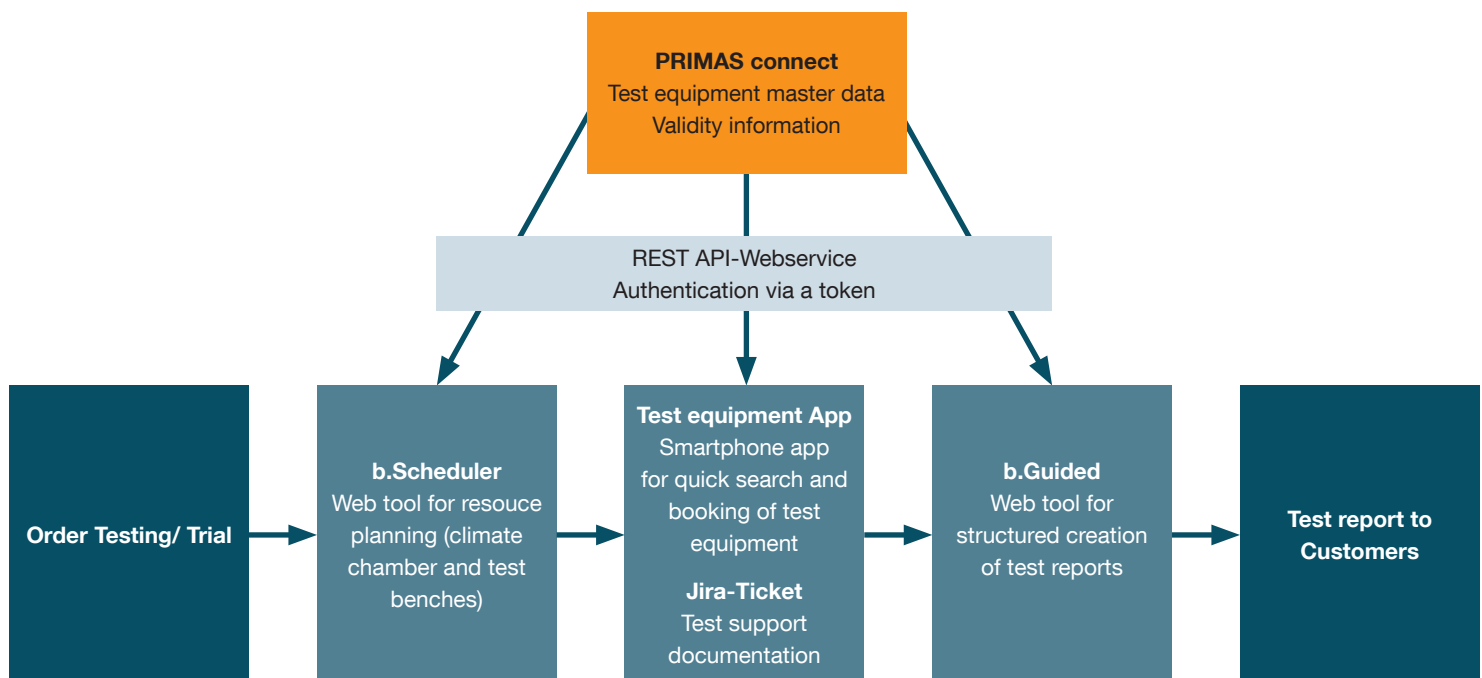 PRIMAS connect
Test equipment master data
Validity information
REST API-Webservice
Authentication via a token
Order Testing/ Trial
b.Scheduler
Web tool for resouce
planning (climate
chamber and test
benches)
Test equipment App
Smartphone app
for quick search and
booking of test
equipment
Jira-Ticket
Test support
documentation
b.Guided
Web tool for
structured creation
of test reports
Test report to
Customers